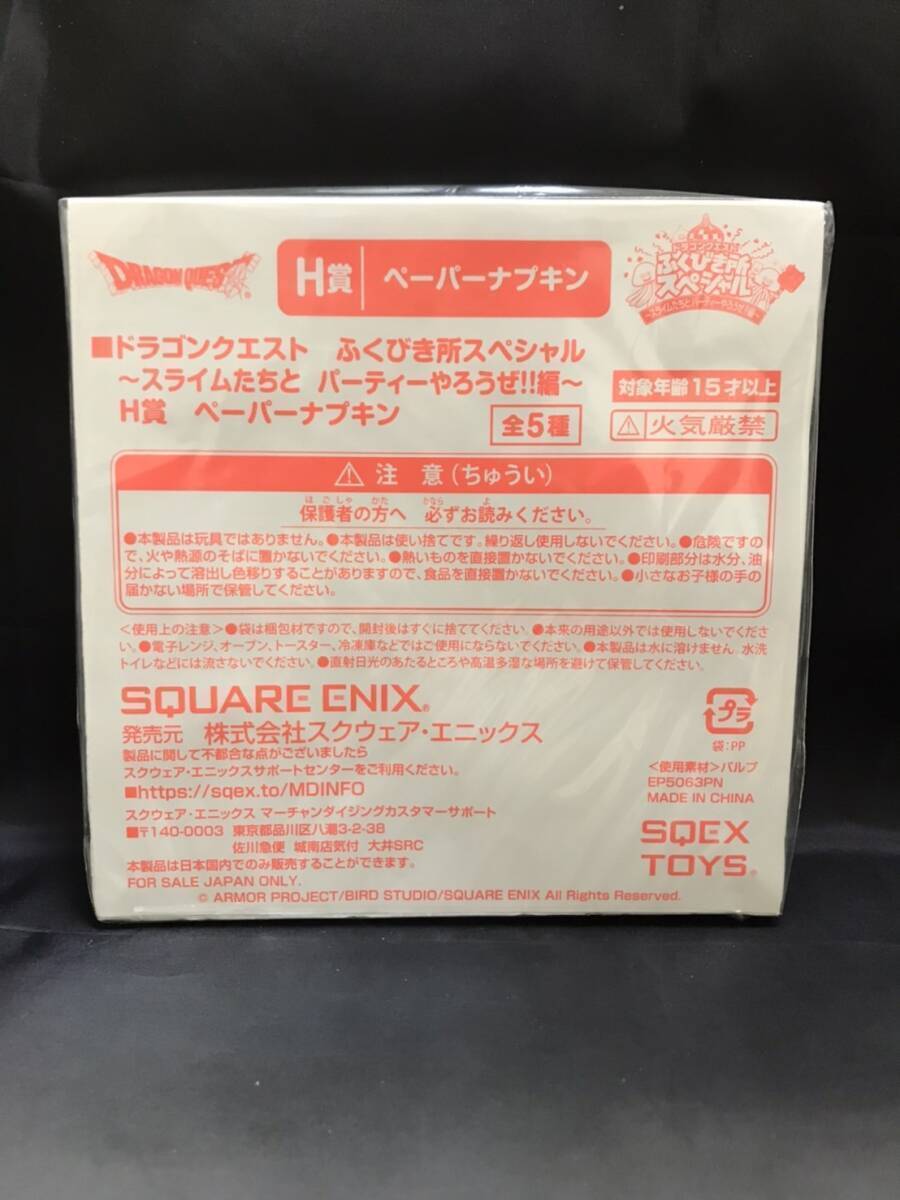 DRAGON QUEST
H賞 ペーパーナプキン
ドラゴンクエスト
ふくびき所
スペシャル
～スライムたちと パーティーやろうぜ!!編～
■ドラゴンクエスト ふくびき所スペシャル
～スライムたちと パーティーやろうぜ!!編～
H賞 ペーパーナプキン
全5種
対象年齢15才以上
⚠火気厳禁
⚠注 意(ちゅうい)
保護者の方へ 必ずお読みください。
●本製品は玩具ではありません。●本製品は使い捨てです。繰り返し使用しないでください。●危険ですの
で、火や熱源のそばに置かないでください。●熱いものを直接置かないでください。●印刷部分は水分、油
分によって溶出し色移りすることがありますので、食品を直接置かないでください。●小さなお子様の手の
届かない場所で保管してください。
＜使用上の注意＞●袋は梱包材ですので、開封後はすぐに捨ててください。●本来の用途以外では使用しないでくださ
い。●電子レンジ、オーブン、トースター、冷凍庫などではご使用にならないでください。●本製品は水に溶けません。水洗
トイレなどには流さないでください。●直射日光のあたるところや高温多湿な場所を避けて保管してください。
SQUARE ENIX®
発売元 株式会社スクウェア・エニックス
製品に関して不都合な点がございましたら
スクウェア・エニックスサポートセンターをご利用ください。
■https://sqex.to/MDINFO
スクウェア・エニックス マーチャンダイジングカスタマーサポート
■〒140-0003 東京都品川区八潮3-2-38
佐川急便 城南店気付 大井SRC
本製品は日本国内でのみ販売することができます。
FOR SALE JAPAN ONLY.
© ARMOR PROJECT/BIRD STUDIO/SQUARE ENIX All Rights Reserved.
プラ
袋:PP
＜使用素材＞パルプ
EP5063PN
MADE IN CHINA
SQEX
TOYS®